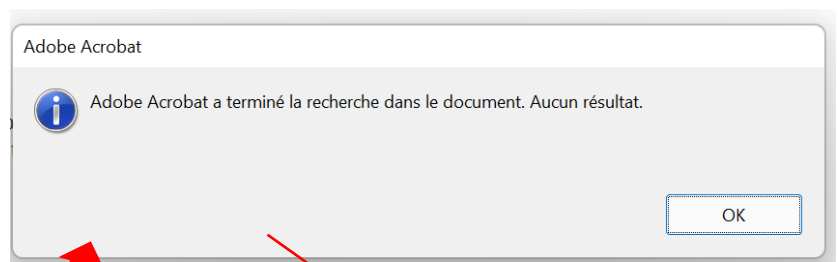 Adobe Acrobat
Adobe Acrobat a terminé la recherche dans le document. Aucun résultat.
OK